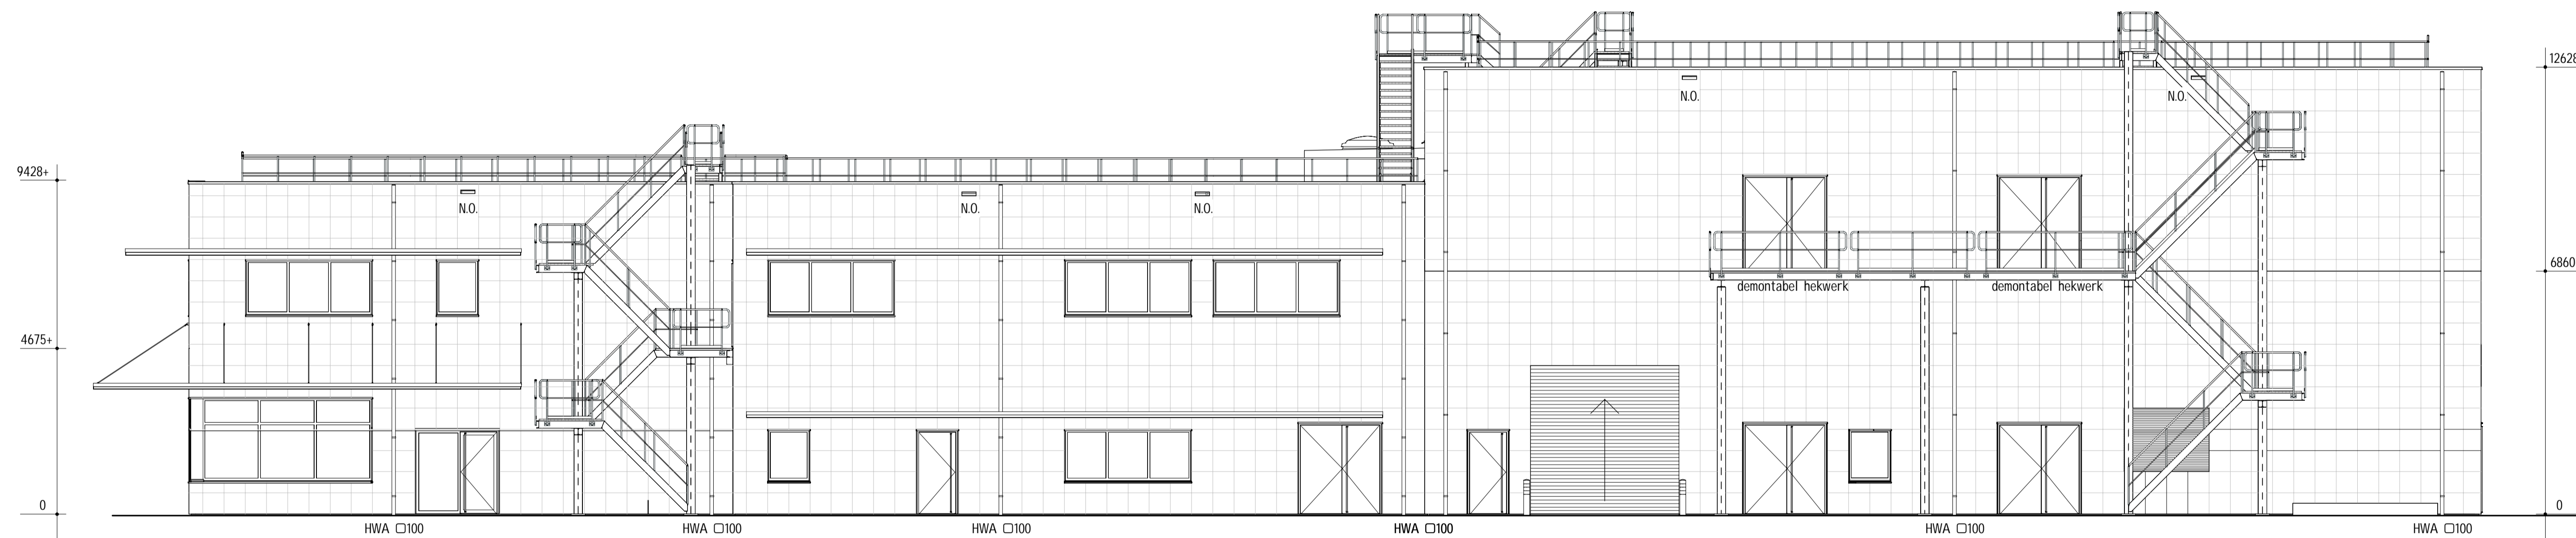 12628
N.O.
N.O.
9428+
N.O.
N.O.
N.O.
6860
demontabel hekwerk
demontabel hekwerk
4675+
0
0
HWA ▢100
HWA ▢100
HWA ▢100
HWA ▢100
HWA ▢100
HWA ▢100